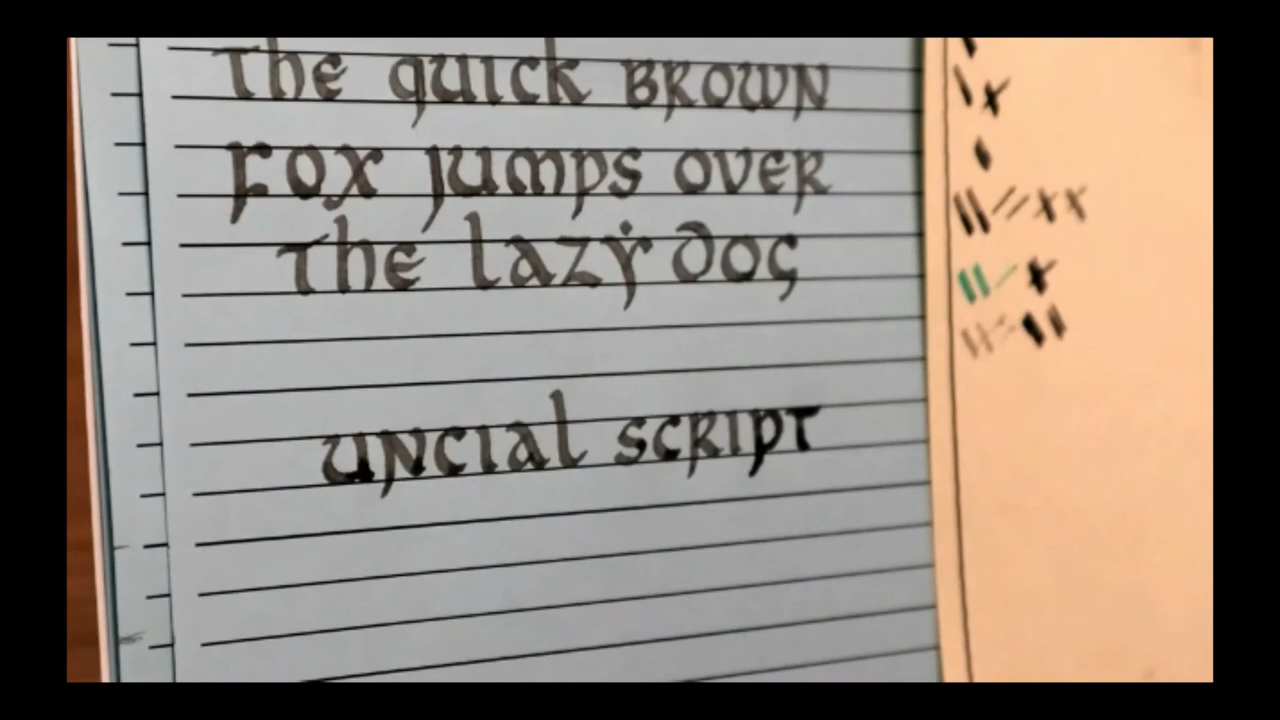 The quick brown
fox jumps over
the lazy dog
uncial script